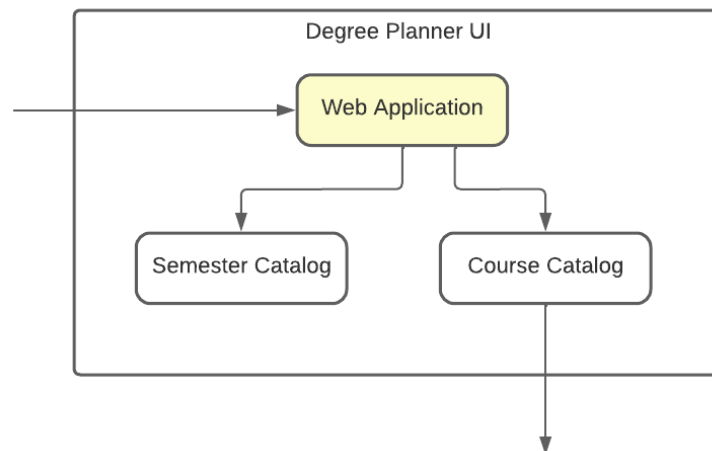 Degree Planner UI
Web Application
Semester Catalog
Course Catalog